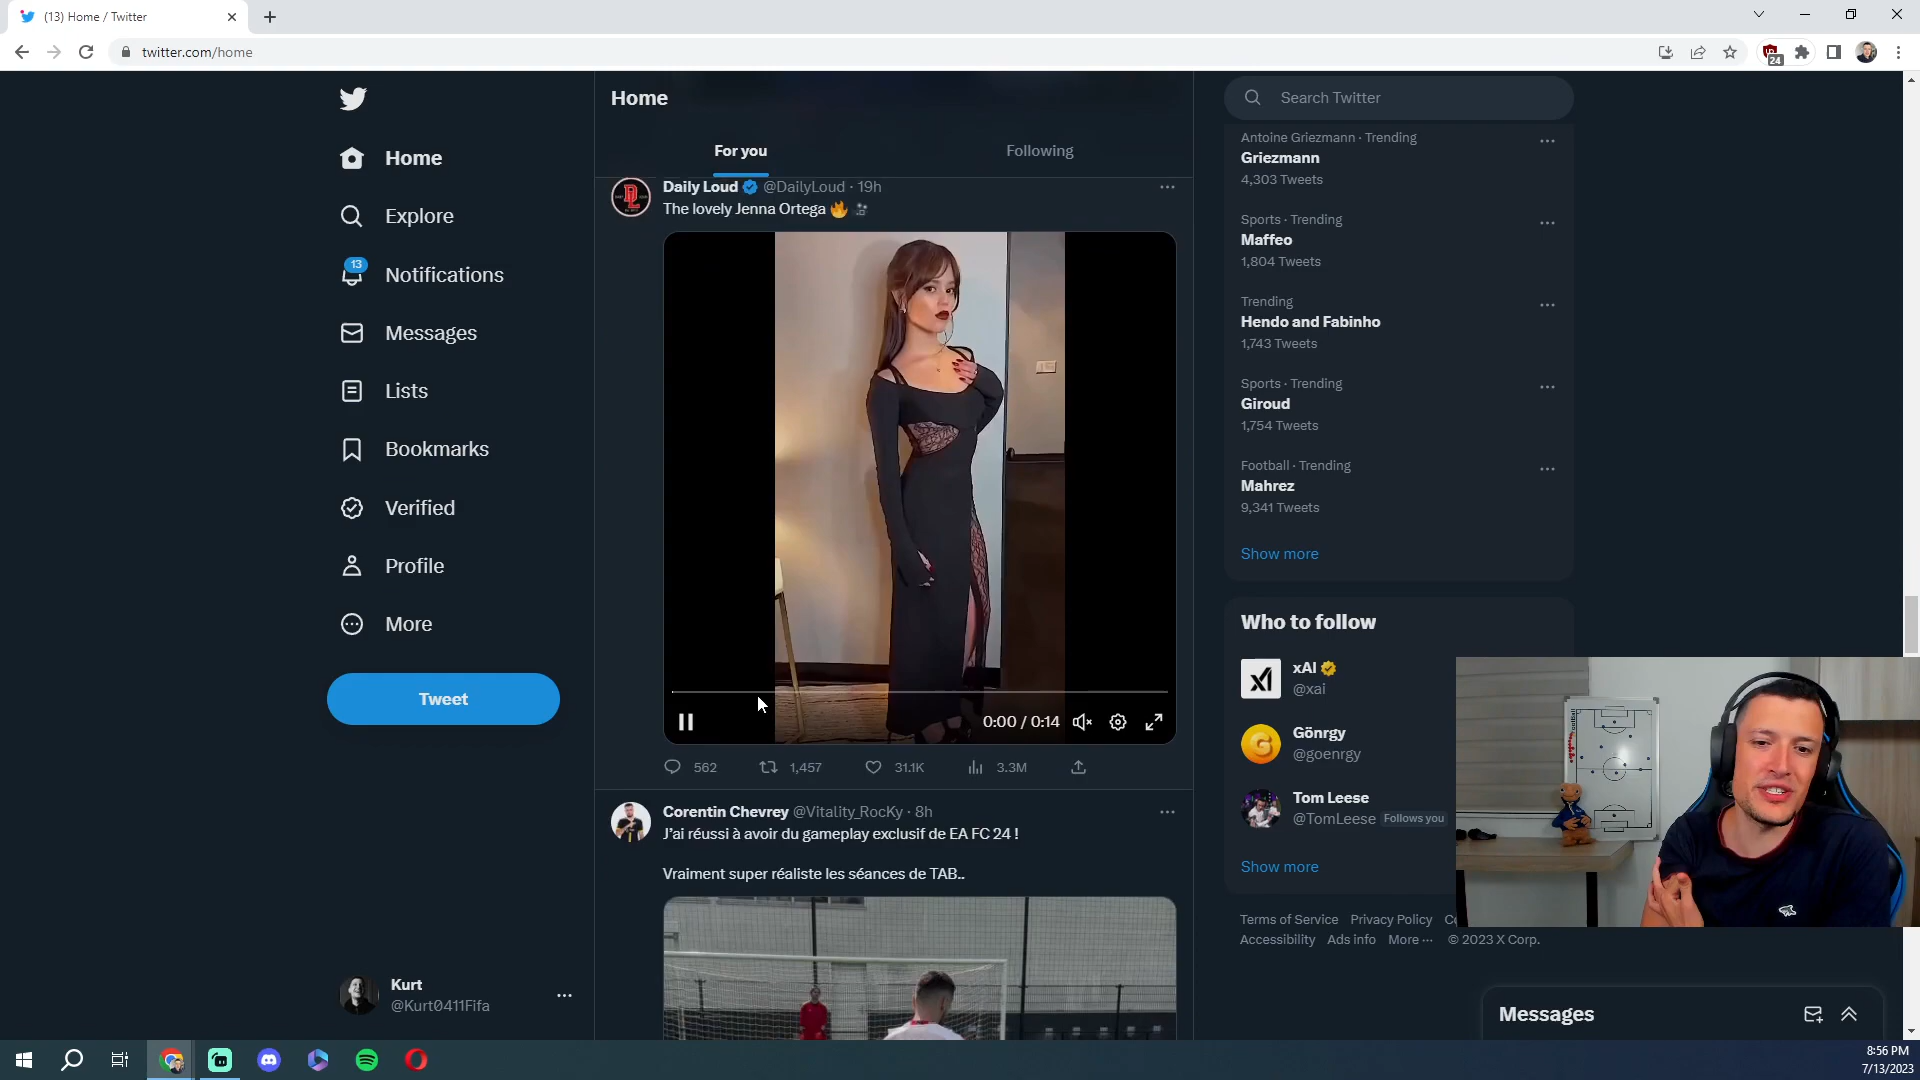 (13) Home / Twitter
twitter.com/home
24
Home
Explore
13
Notifications
Messages
Lists
Bookmarks
Verified
Profile
More
Tweet
Kurt
@Kurt0411Fifa
Home
For you
Following
Daily Loud @DailyLoud · 19h
The lovely Jenna Ortega
0:00 / 0:14
562
1,457
31.1K
3.3M
Corentin Chevrey @Vitality_RocKy · 8h
J'ai réussi à avoir du gameplay exclusif de EA FC 24 !
Vraiment super réaliste les séances de TAB..
Search Twitter
Antoine Griezmann · Trending
Griezmann
4,303 Tweets
Sports · Trending
Maffeo
1,804 Tweets
Trending
Hendo and Fabinho
1,743 Tweets
Sports · Trending
Giroud
1,754 Tweets
Football · Trending
Mahrez
9,341 Tweets
Show more
Who to follow
xAI
@xai
Gönrgy
@goenrgy
Tom Leese
@TomLeese Follows you
Show more
Terms of Service Privacy Policy
Accessibility Ads info More ··· © 2023 X Corp.
Messages
8:56 PM
7/13/2023